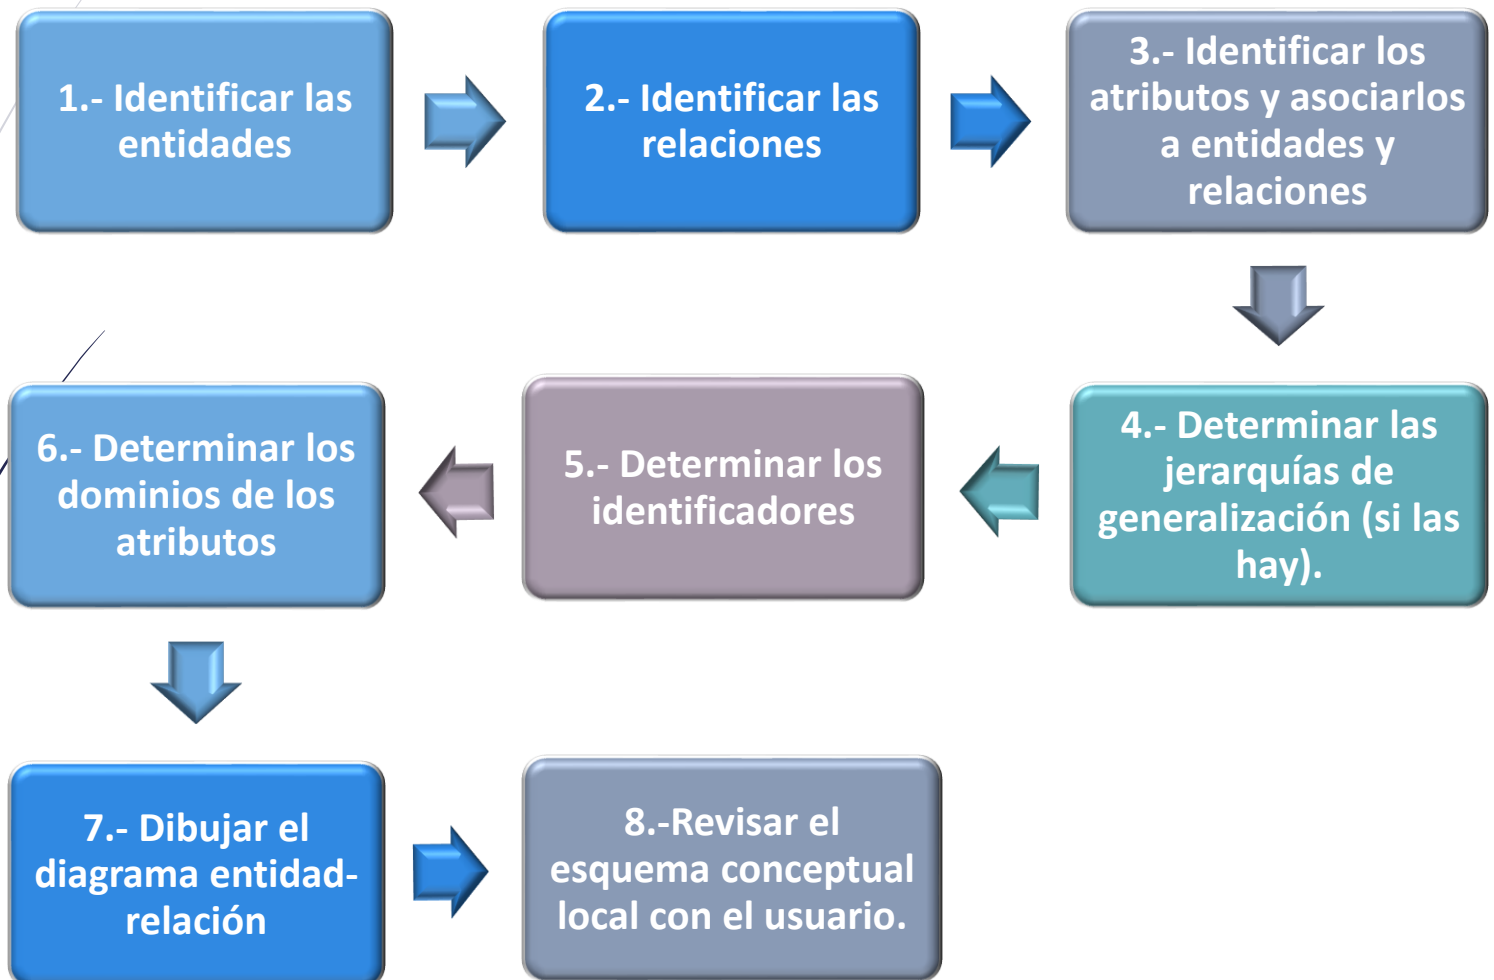 1.- Identificar las
entidades
2.- Identificar las
relaciones
3.- Identificar los
atributos y asociarlos
a entidades y
relaciones
4.- Determinar las
jerarquías de
generalización (si las
hay).
5.- Determinar los
identificadores
6.- Determinar los
dominios de los
atributos
7.- Dibujar el
diagrama entidad-
relación
8.-Revisar el
esquema conceptual
local con el usuario.